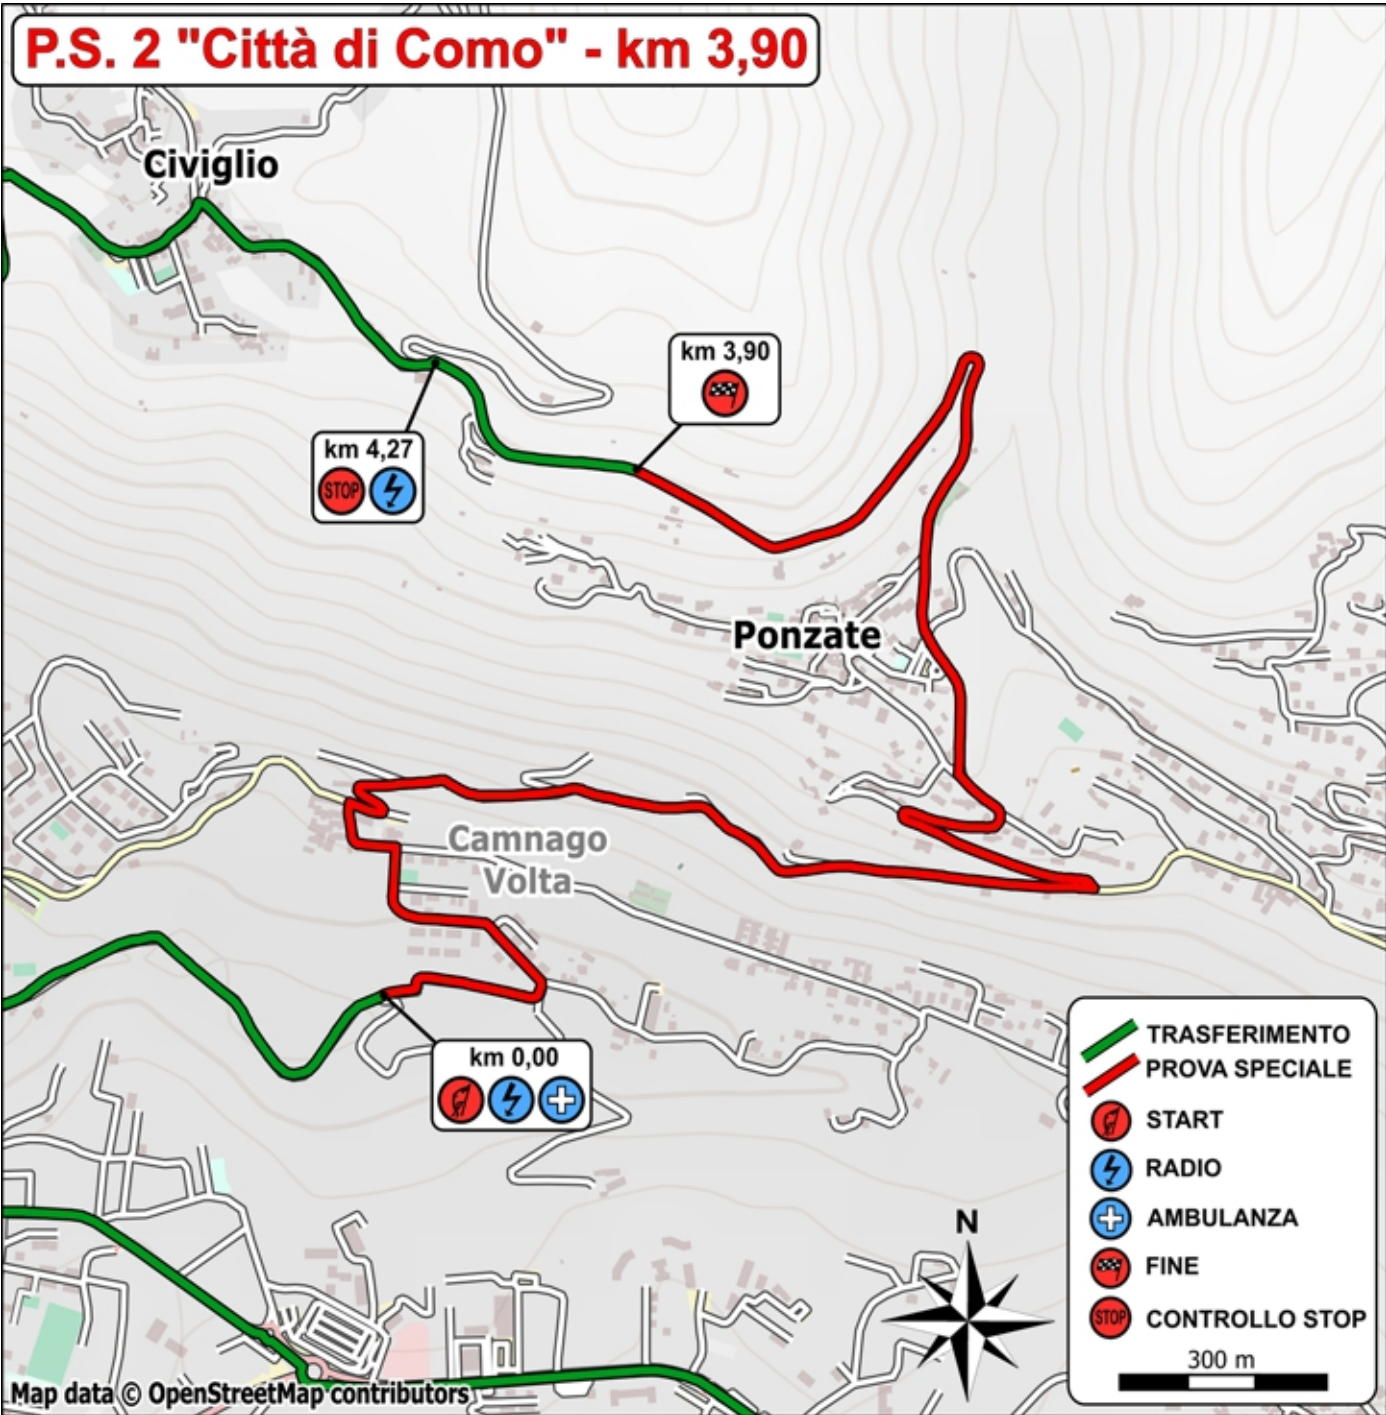 P.S. 2 "Città di Como" - km 3,90
Civiglio
km 3,90
km 4,27
STOP
Ponzate
Camnago
Volta
km 0,00
TRASFERIMENTO
PROVA SPECIALE
START
RADIO
AMBULANZA
FINE
STOP CONTROLLO STOP
N
300 m
Map data © OpenStreetMap contributors